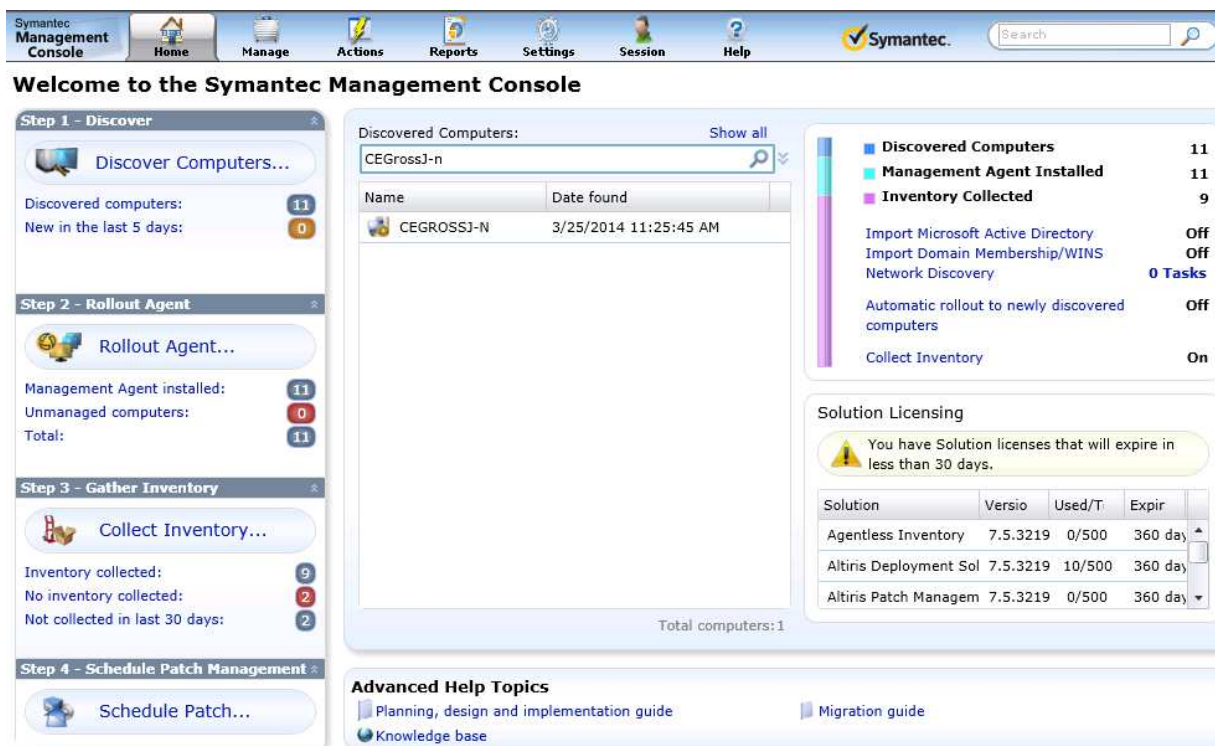 Symantec
Management
Console
Home
Manage
Actions
Reports
Settings
Session
Help
Symantec.
Search
Welcome to the Symantec Management Console
Step 1 - Discover
Discover Computers...
Discovered computers: 11
New in the last 5 days: 0
Step 2 - Rollout Agent
Rollout Agent...
Management Agent installed: 11
Unmanaged computers: 0
Total: 11
Step 3 - Gather Inventory
Collect Inventory...
Inventory collected: 9
No inventory collected: 2
Not collected in last 30 days: 2
Step 4 - Schedule Patch Management
Schedule Patch...
Discovered Computers: Show all
CEGrossJ-n
Name Date found
CEGROSSJ-N 3/25/2014 11:25:45 AM
Total computers:1
Discovered Computers 11
Management Agent Installed 11
Inventory Collected 9
Import Microsoft Active Directory Off
Import Domain Membership/WINS Off
Network Discovery 0 Tasks
Automatic rollout to newly discovered Off
computers
Collect Inventory On
Solution Licensing
You have Solution licenses that will expire in
less than 30 days.
Solution Versio Used/T Expir
Agentless Inventory 7.5.3219 0/500 360 day
Altiris Deployment Sol 7.5.3219 10/500 360 day
Altiris Patch Managem 7.5.3219 0/500 360 day
Advanced Help Topics
Planning, design and implementation guide
Migration guide
Knowledge base